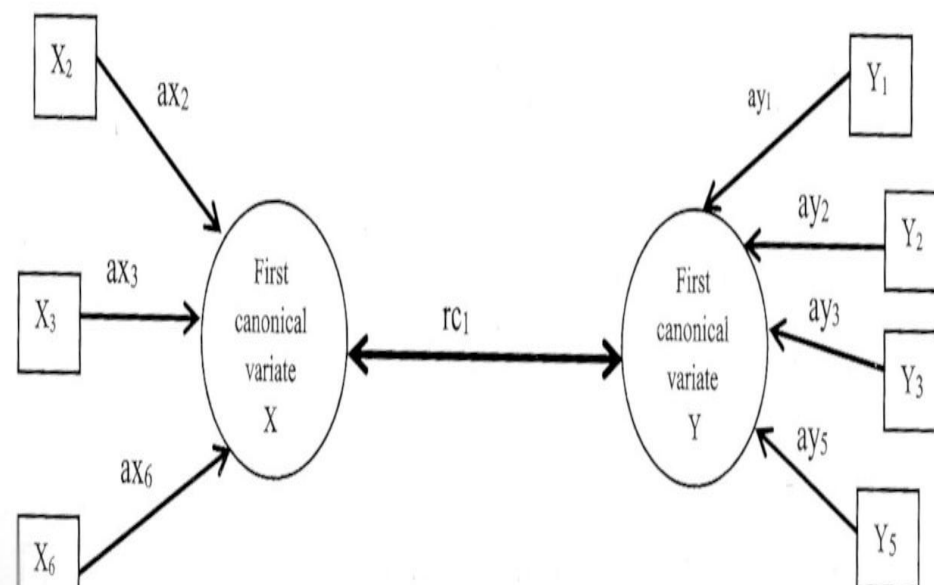 X₂
ax₂
X₃
ax₃
X₆
ax₆
First
canonical
variate
X
rc₁
First
canonical
variate
Y
Y₁
ay₁
Y₂
ay₂
Y₃
ay₃
Y₅
ay₅